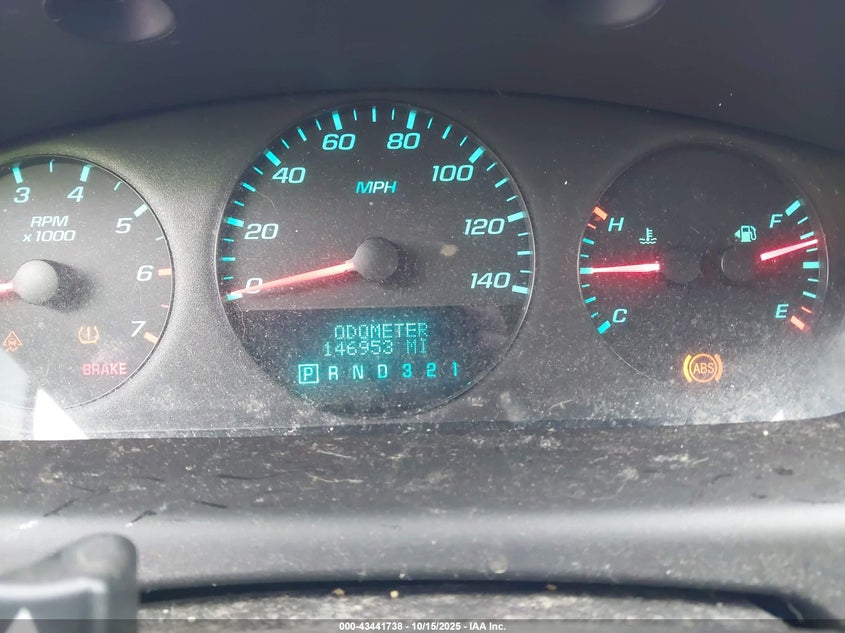 3
4
5
6
7
RPM
x 1000
BRAKE
0
20
40
60
80
100
120
140
MPH
ODOMETER
146953 MI
P R N D 3 2 1
H
C
F
E
ABS
000-43441738 - 10/15/2025 - IAA Inc.